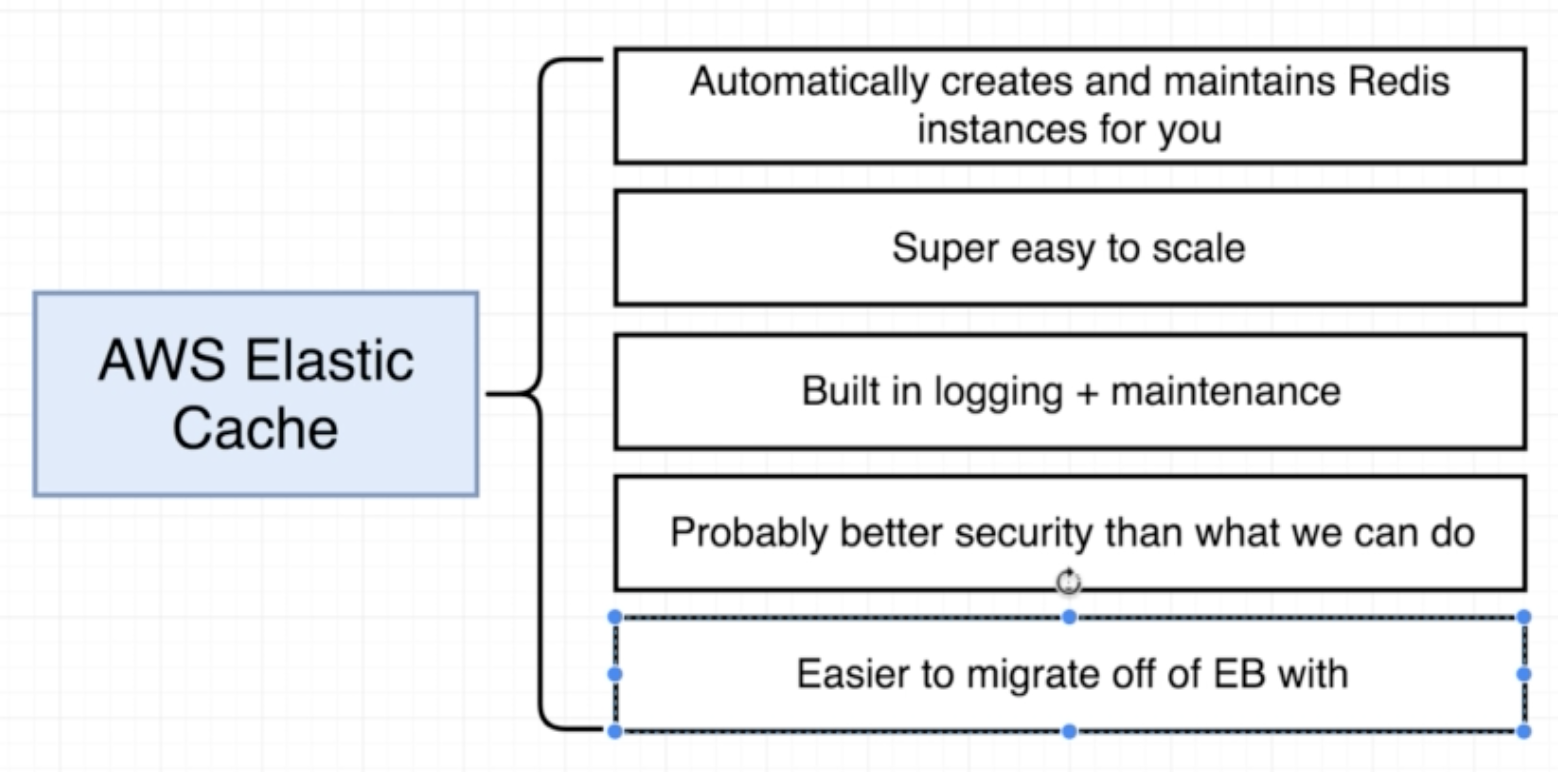 AWS Elastic
Cache
Automatically creates and maintains Redis
instances for you
Super easy to scale
Built in logging + maintenance
Probably better security than what we can do
Easier to migrate off of EB with